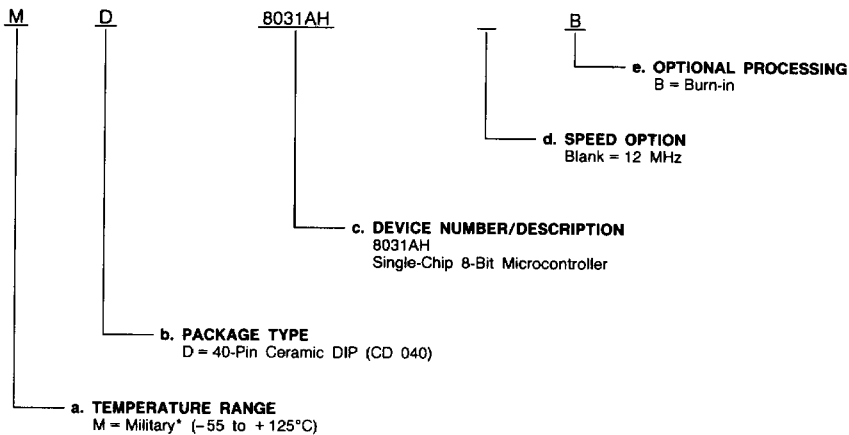 M D 8031AH _ B
e. OPTIONAL PROCESSING
B = Burn-in
d. SPEED OPTION
Blank = 12 MHz
c. DEVICE NUMBER/DESCRIPTION
8031AH
Single-Chip 8-Bit Microcontroller
b. PACKAGE TYPE
D = 40-Pin Ceramic DIP (CD 040)
a. TEMPERATURE RANGE
M = Military* (-55 to +125°C)